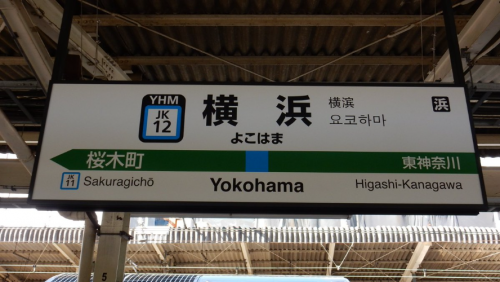 YHM
JK
12
横浜
よこはま
横滨
요코하마
浜
桜木町
東神奈川
JK
11
Sakuragichō
Yokohama
Higashi-Kanagawa
5